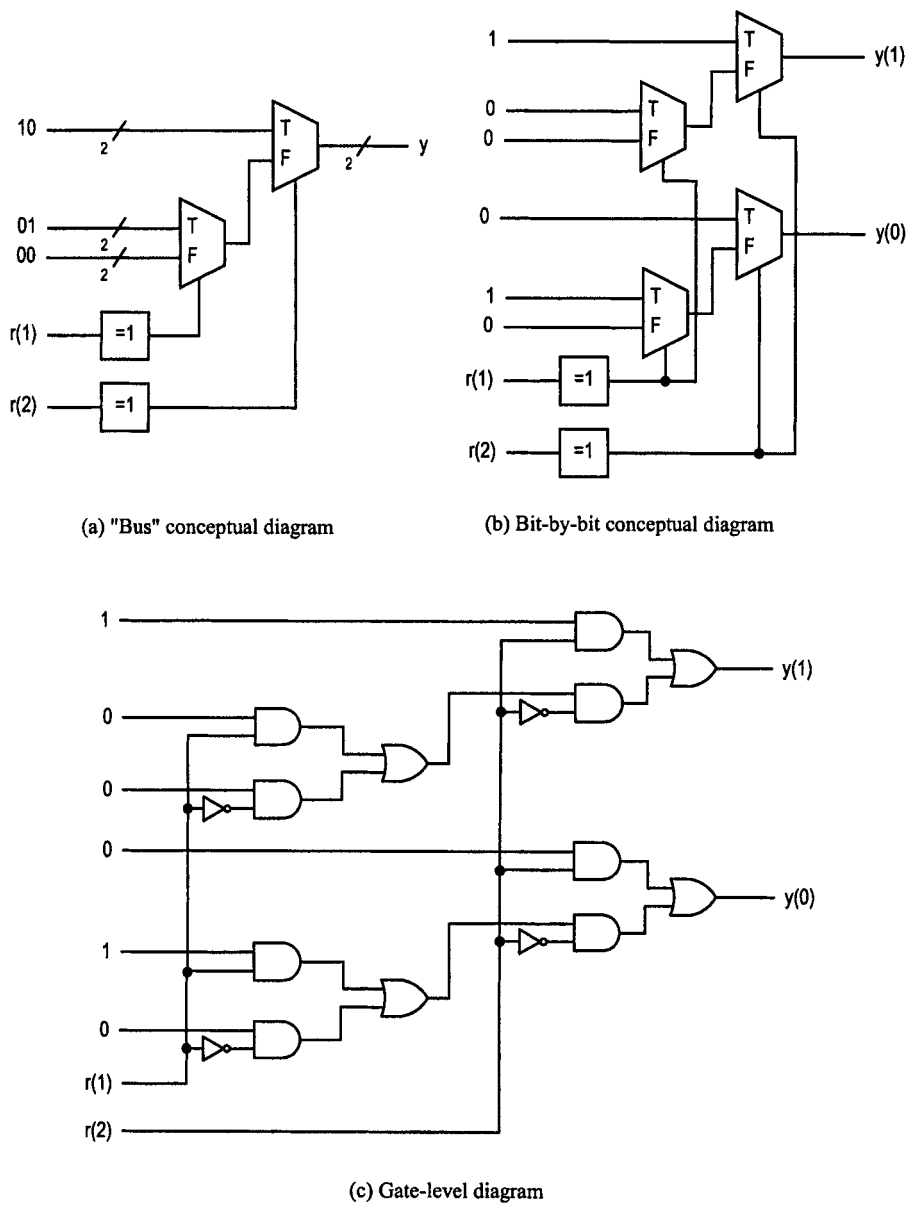 10
2
T
F
2
y
01
2
T
00
2
F
r(1)
=1
r(2)
=1
(a) "Bus" conceptual diagram
1
T
F
y(1)
0
T
0
F
0
T
F
y(0)
1
T
0
F
r(1)
=1
r(2)
=1
(b) Bit-by-bit conceptual diagram
1
y(1)
0
0
0
y(0)
1
0
r(1)
r(2)
(c) Gate-level diagram